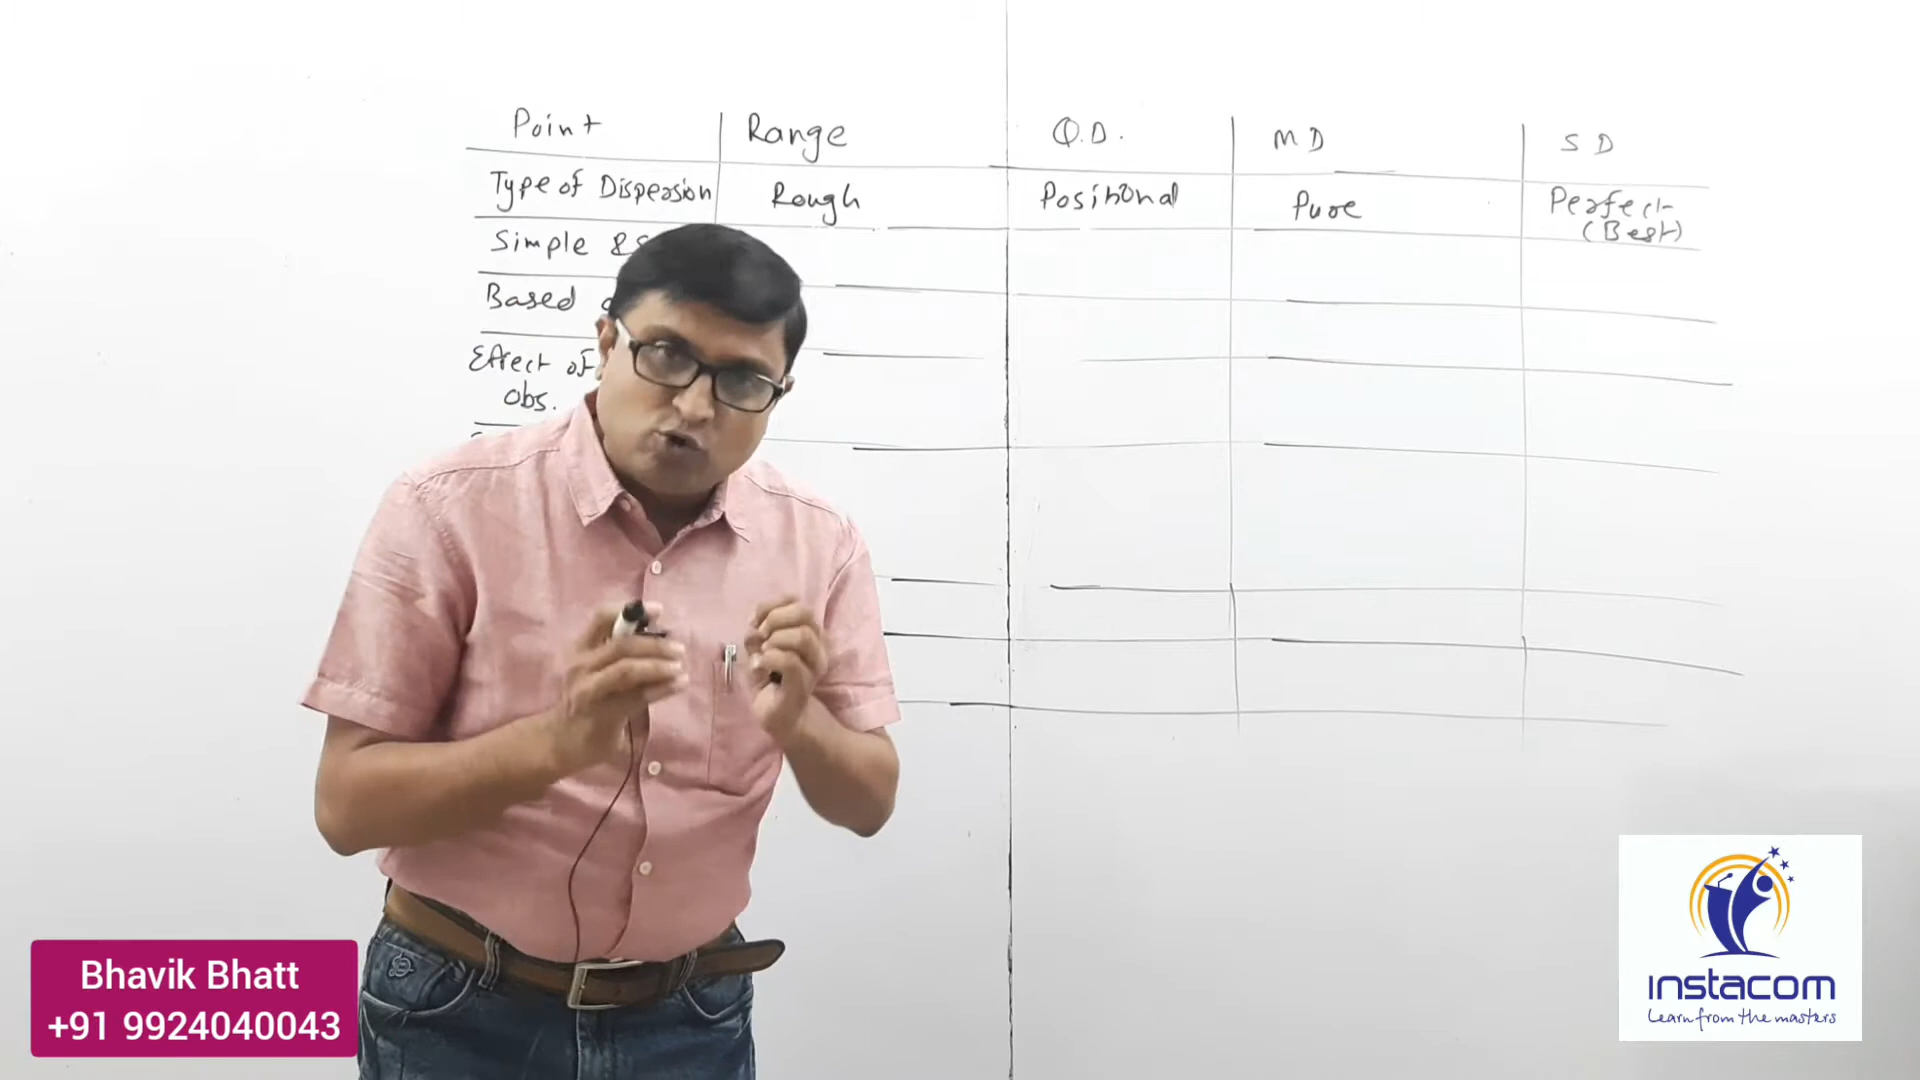 Point Range Q.D. MD SD
Type of Dispersion Rough Positional Pure Perfect
(Best)
Simple &
Based
Effect of
Obs.
Bhavik Bhatt
+91 9924040043
instacom
Learn from the masters